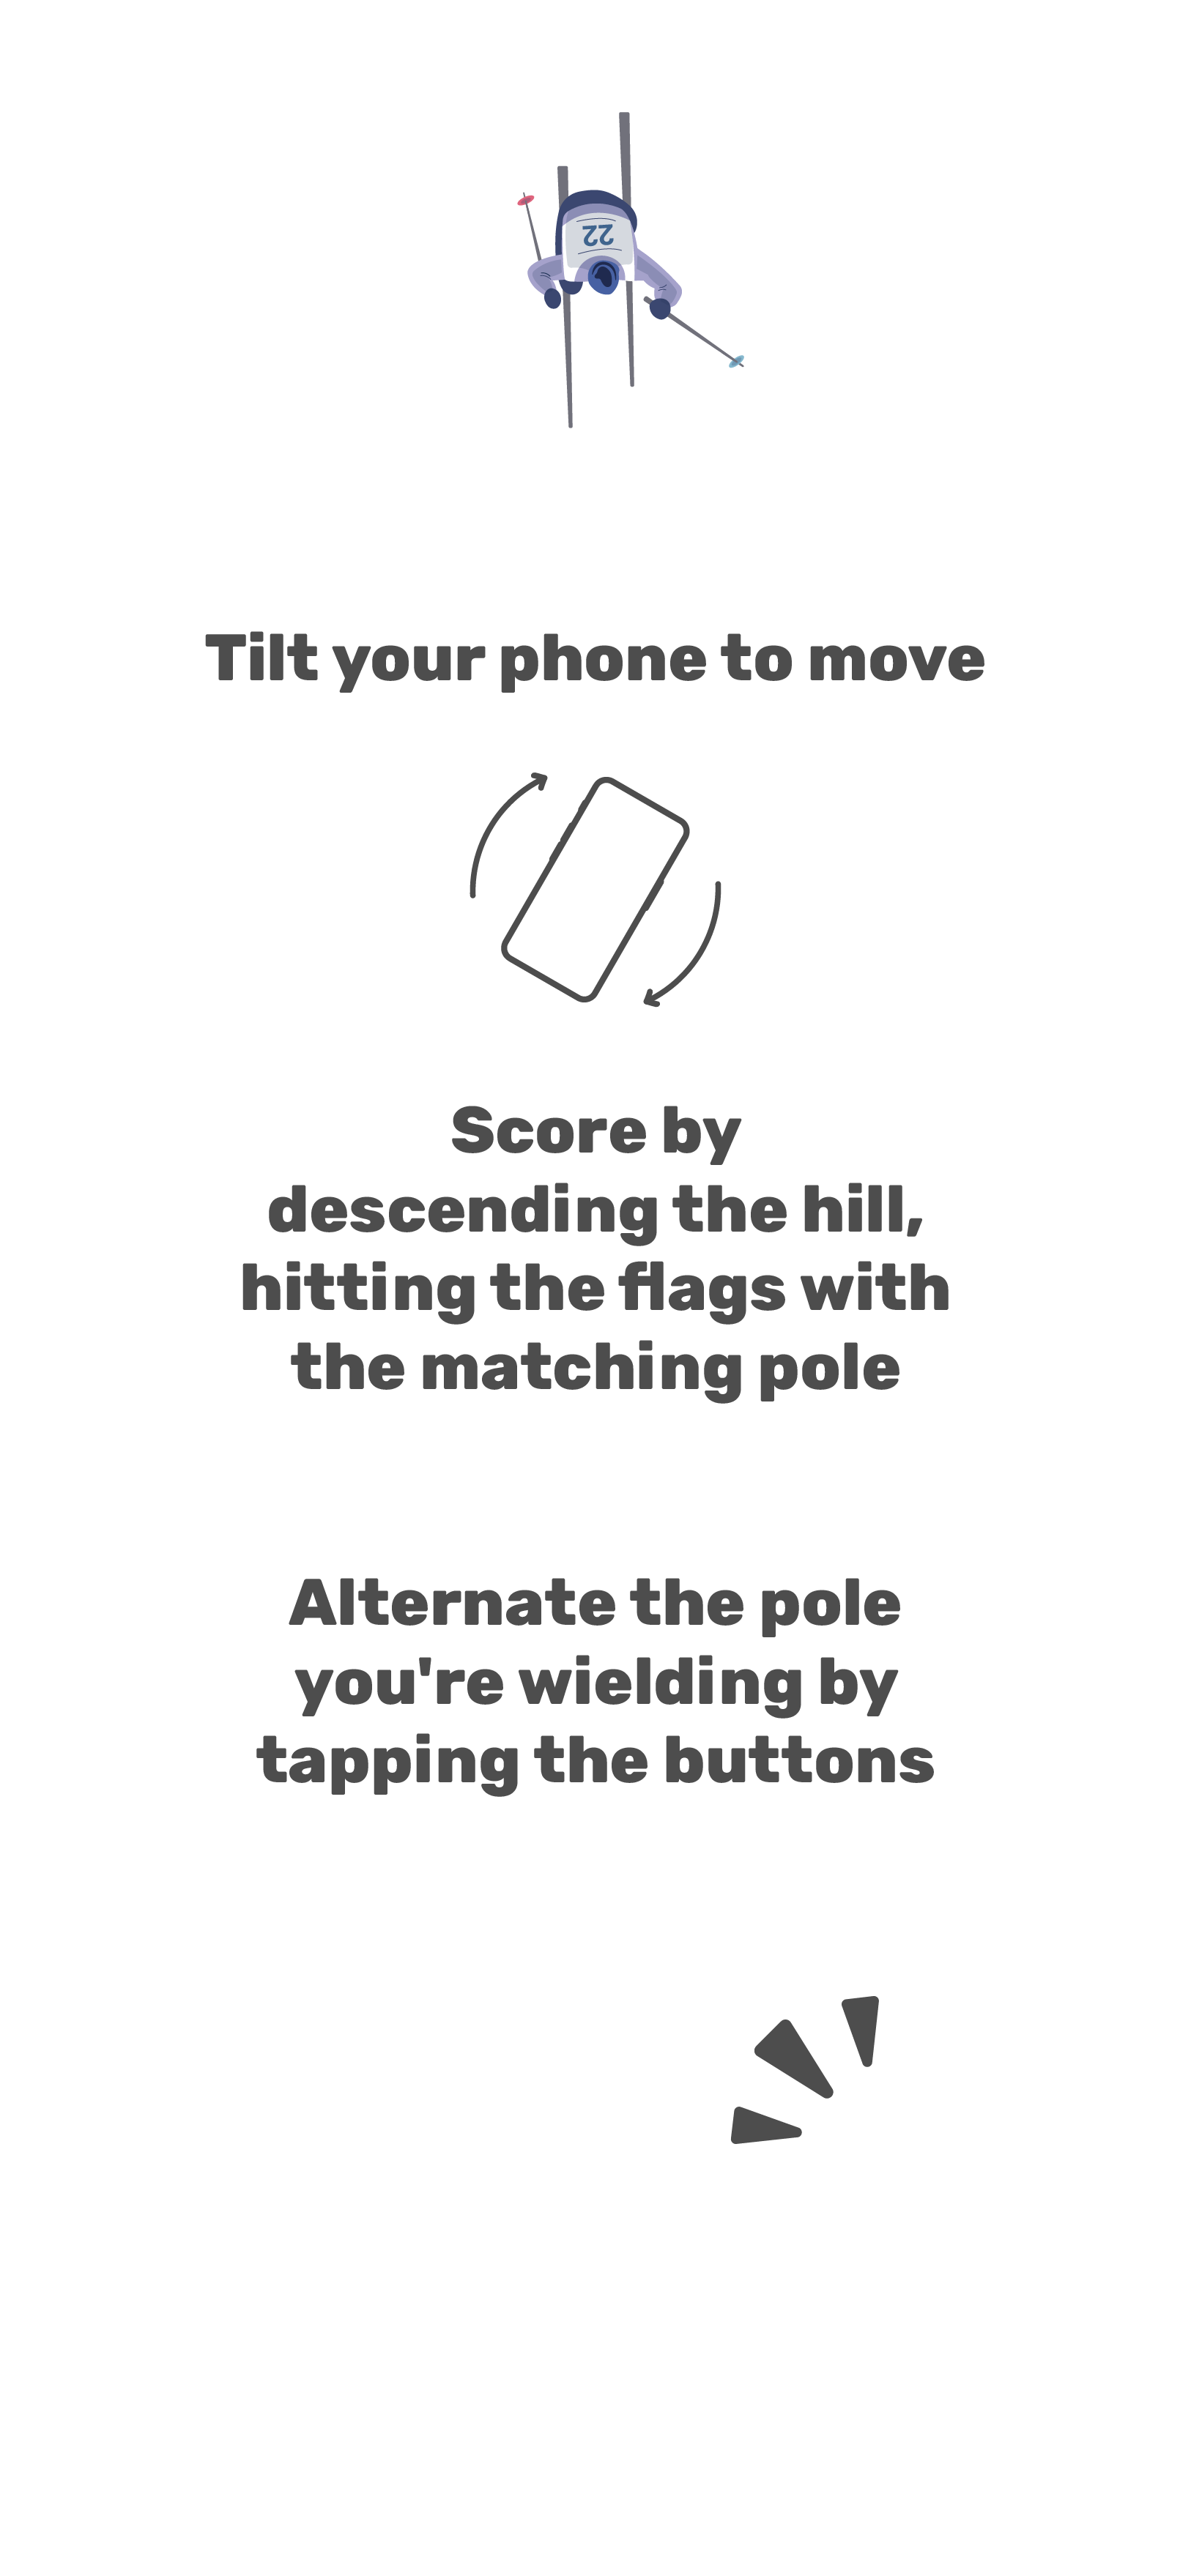 22
Tilt your phone to move
Score by
descending the hill,
hitting the flags with
the matching pole
Alternate the pole
you're wielding by
tapping the buttons